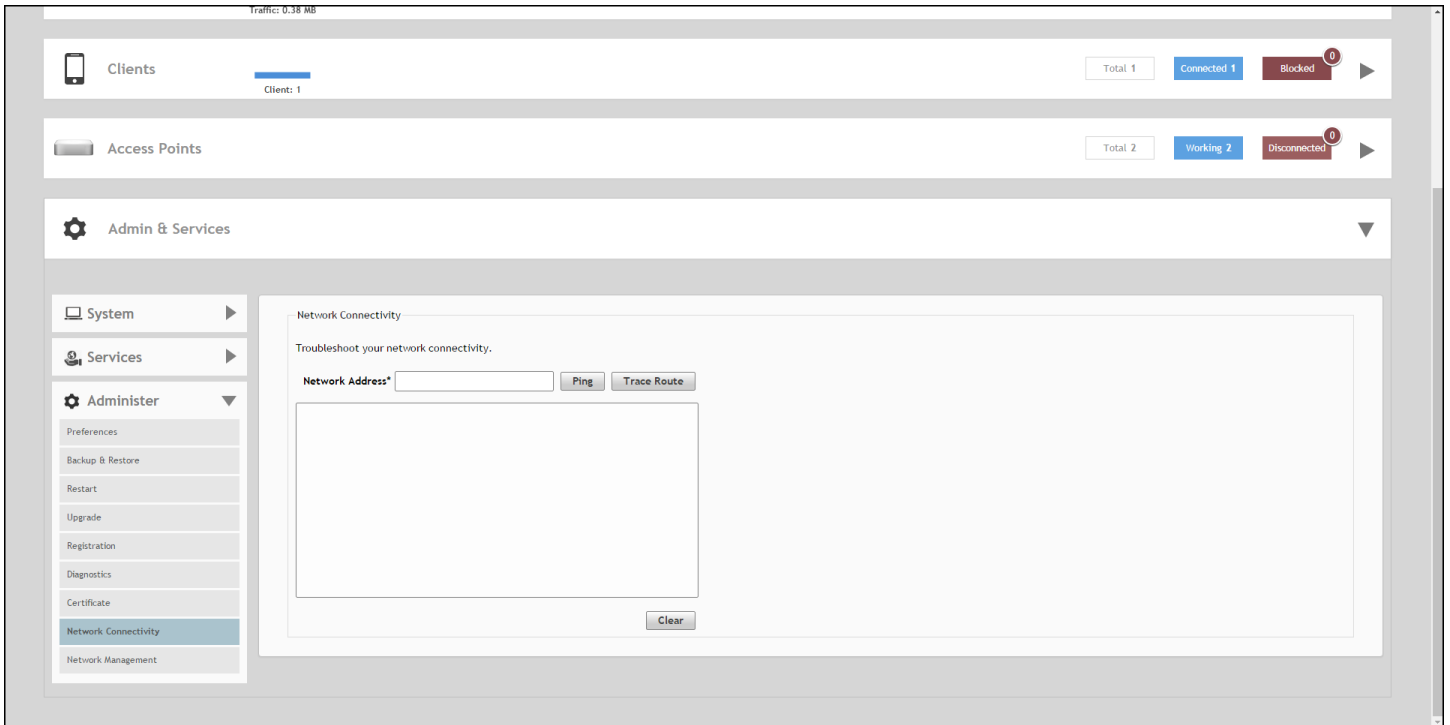 Traffic: 0.38 MB
Clients
Client: 1
Total 1
Connected 1
Blocked
0
Access Points
Total 2
Working 2
Disconnected
0
Admin & Services
System
Services
Administer
Preferences
Backup & Restore
Restart
Upgrade
Registration
Diagnostics
Certificate
Network Connectivity
Network Management
Network Connectivity
Troubleshoot your network connectivity.
Network Address* Ping Trace Route
Clear